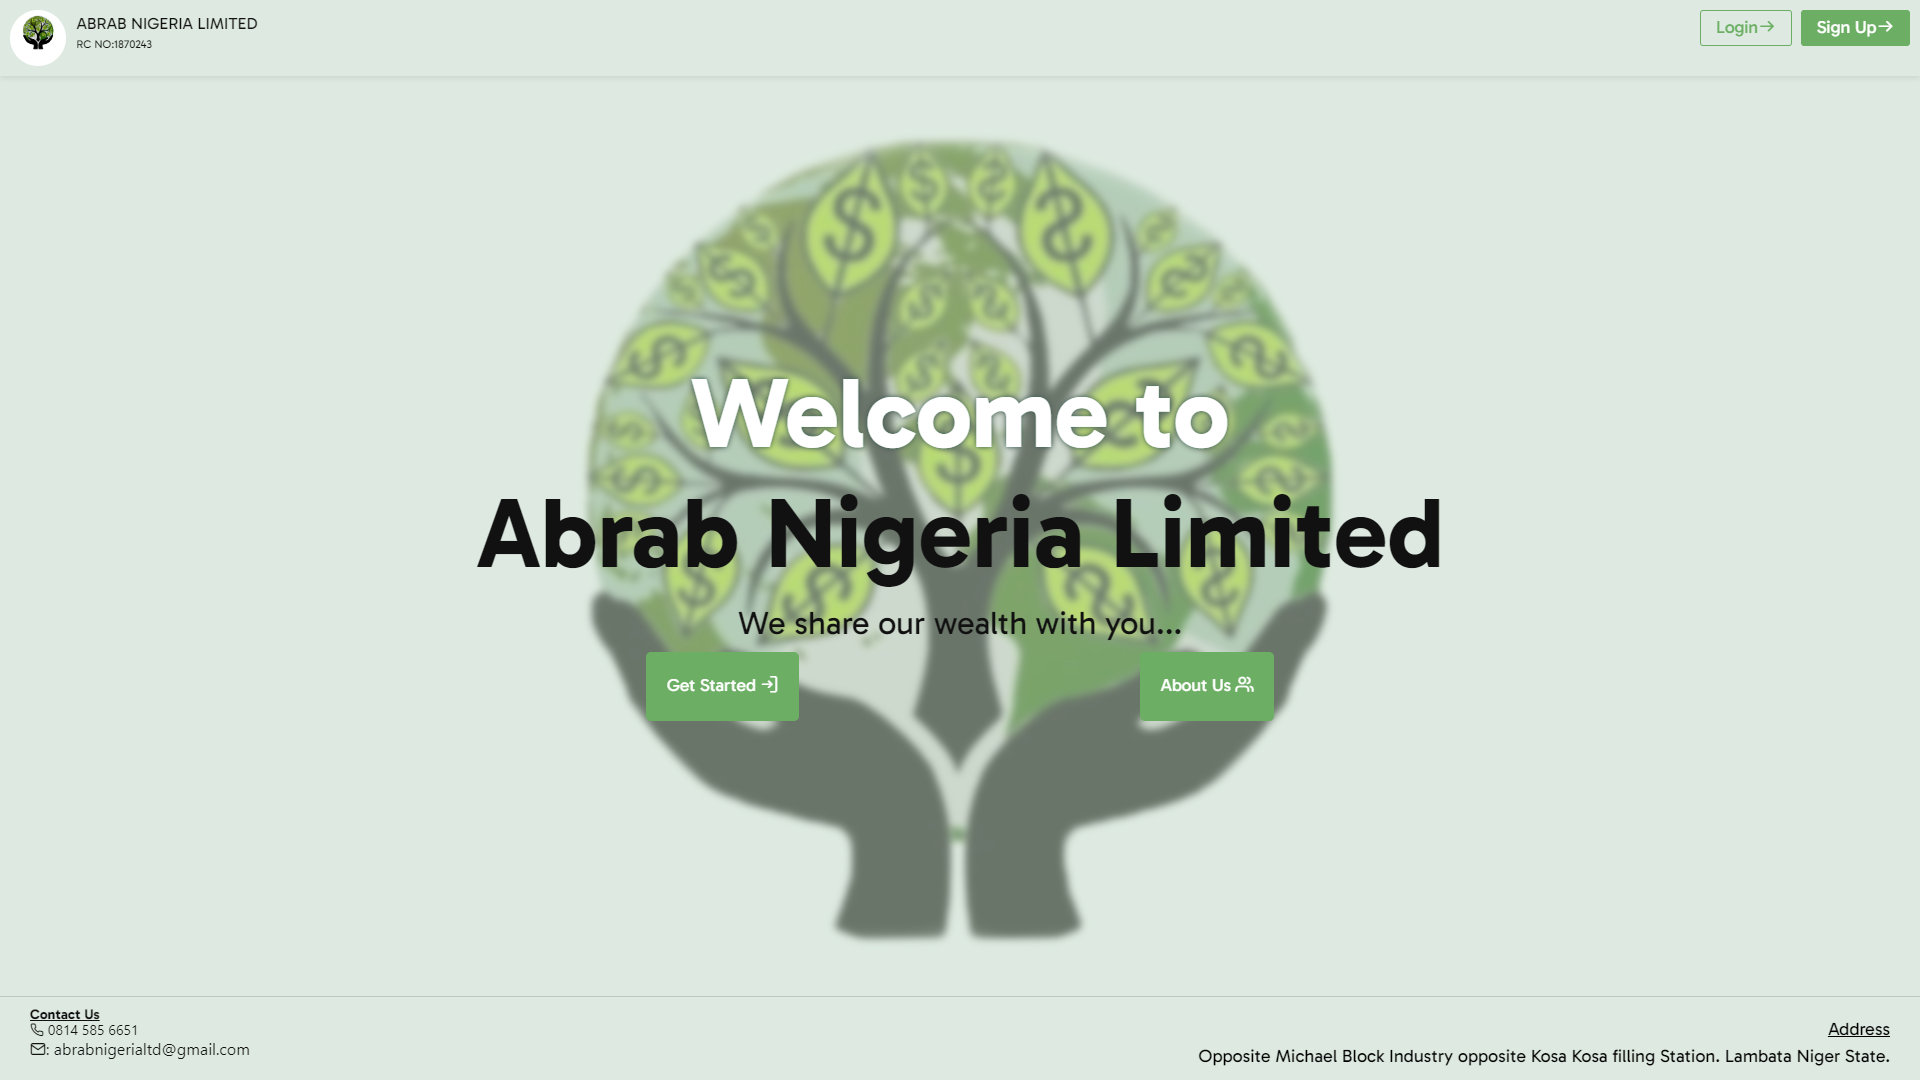 ABRAB NIGERIA LIMITED
RC NO:1870243
Login
Sign Up
Welcome to
Abrab Nigeria Limited
We share our wealth with you...
Get Started
About Us
Contact Us
0814 585 6651
: abrabnigerialtd@gmail.com
Address
Opposite Michael Block Industry opposite Kosa Kosa filling Station. Lambata Niger State.